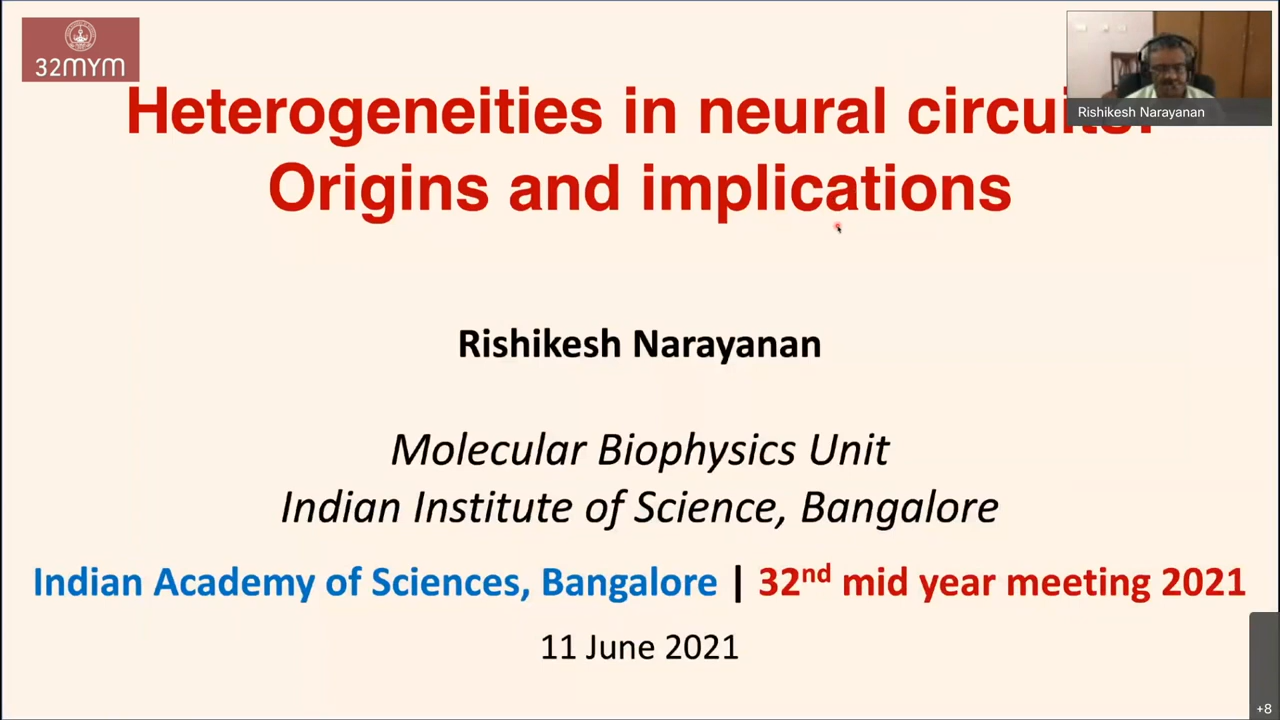 32MYM
Rishikesh Narayanan
Heterogeneities in neural circuits:
Origins and implications
Rishikesh Narayanan
Molecular Biophysics Unit
Indian Institute of Science, Bangalore
Indian Academy of Sciences, Bangalore | 32nd mid year meeting 2021
11 June 2021
+8